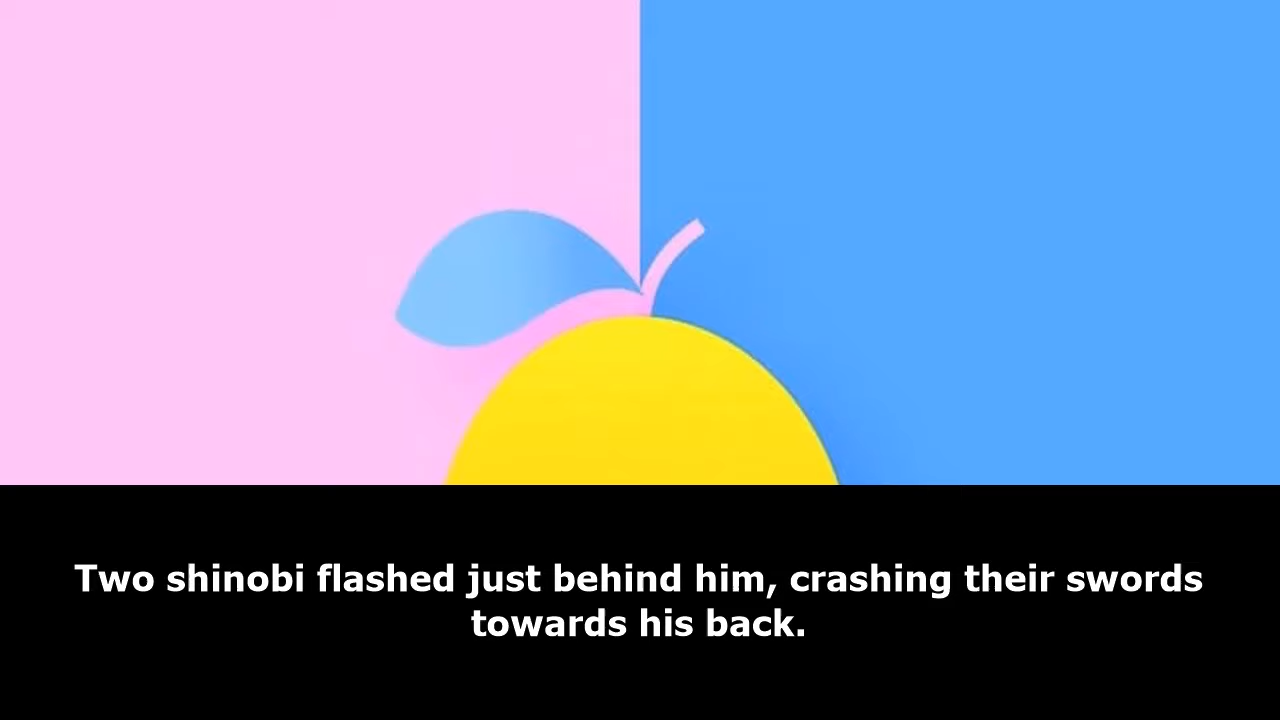 Two shinobi flashed just behind him, crashing their swords
towards his back.